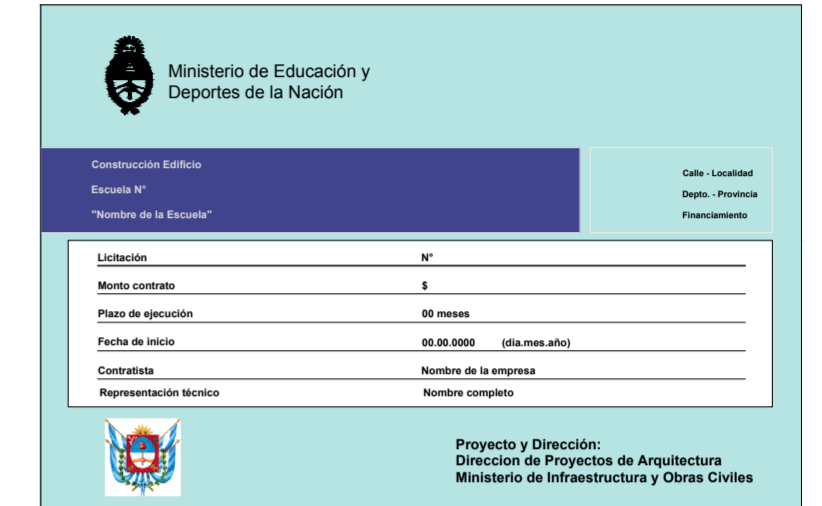 Ministerio de Educación y
Deportes de la Nación
Construcción Edificio
Escuela N°
"Nombre de la Escuela"
Calle - Localidad
Depto. - Provincia
Financiamiento
Licitación N°
Monto contrato $
Plazo de ejecución 00 meses
Fecha de inicio 00.00.0000 (dia.mes.año)
Contratista Nombre de la empresa
Representación técnico Nombre completo
Proyecto y Dirección:
Direccion de Proyectos de Arquitectura
Ministerio de Infraestructura y Obras Civiles